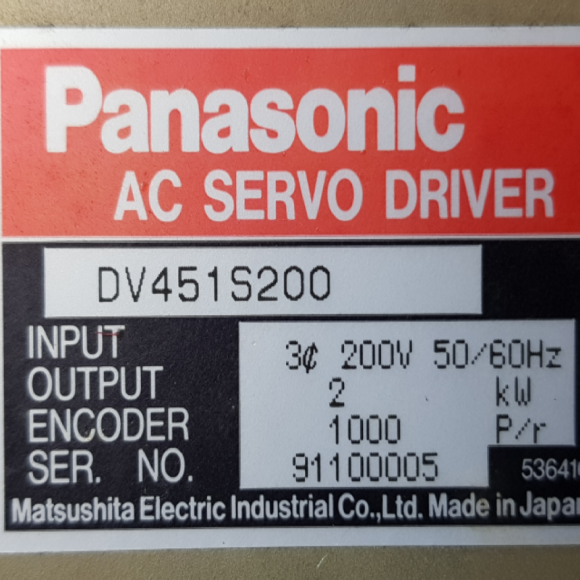 Panasonic
AC SERVO DRIVER
DV451S200
INPUT 3¢ 200V 50/60Hz
OUTPUT 2 kW
ENCODER 1000 P/r
SER. NO. 91100005
Matsushita Electric Industrial Co.,Ltd. Made in Japan